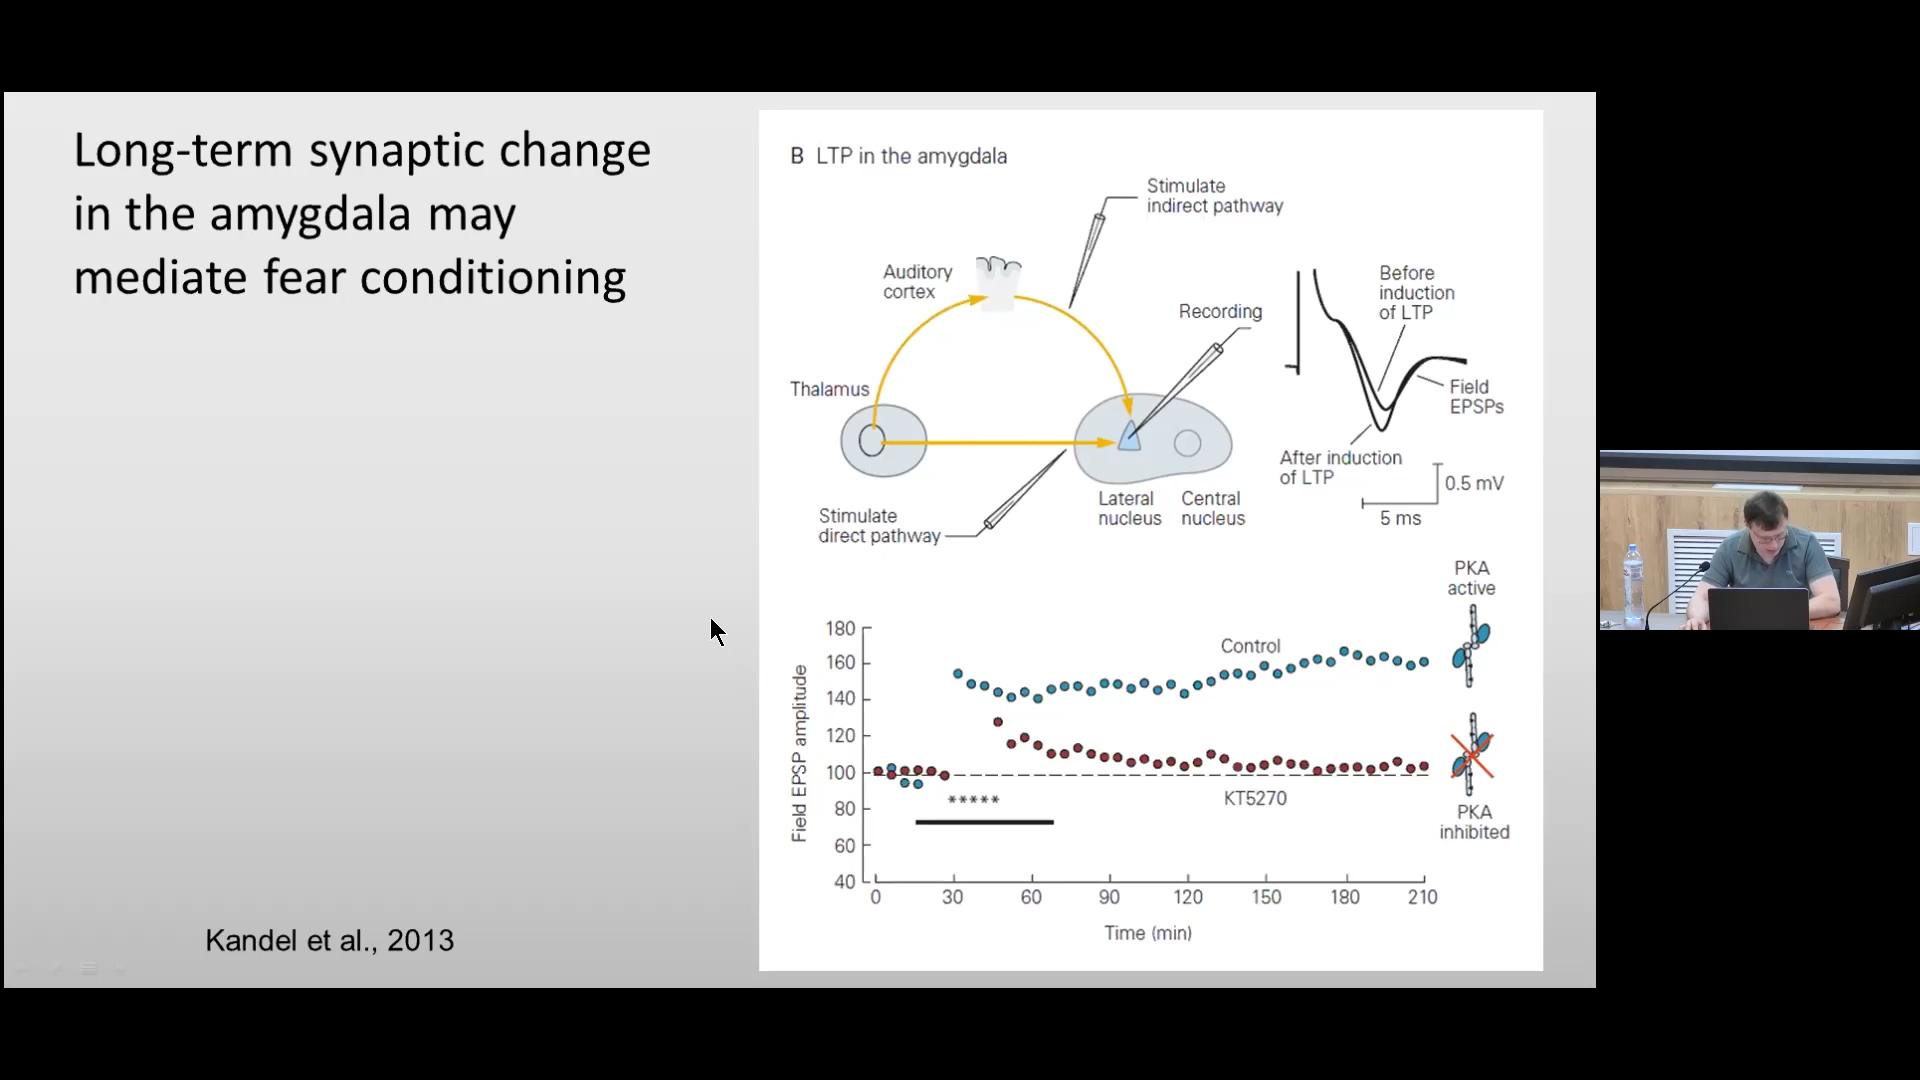 Long-term synaptic change
in the amygdala may
mediate fear conditioning
Kandel et al., 2013
B LTP in the amygdala
Stimulate
indirect pathway
Auditory
cortex
Recording
Before
induction
of LTP
Thalamus
Field
EPSPs
After induction
of LTP
0.5 mV
5 ms
Lateral
nucleus
Central
nucleus
Stimulate
direct pathway
PKA
active
Field EPSP amplitude
180
160
140
120
100
80
60
40
Control
*****
KT5270
PKA
inhibited
0 30 60 90 120 150 180 210
Time (min)